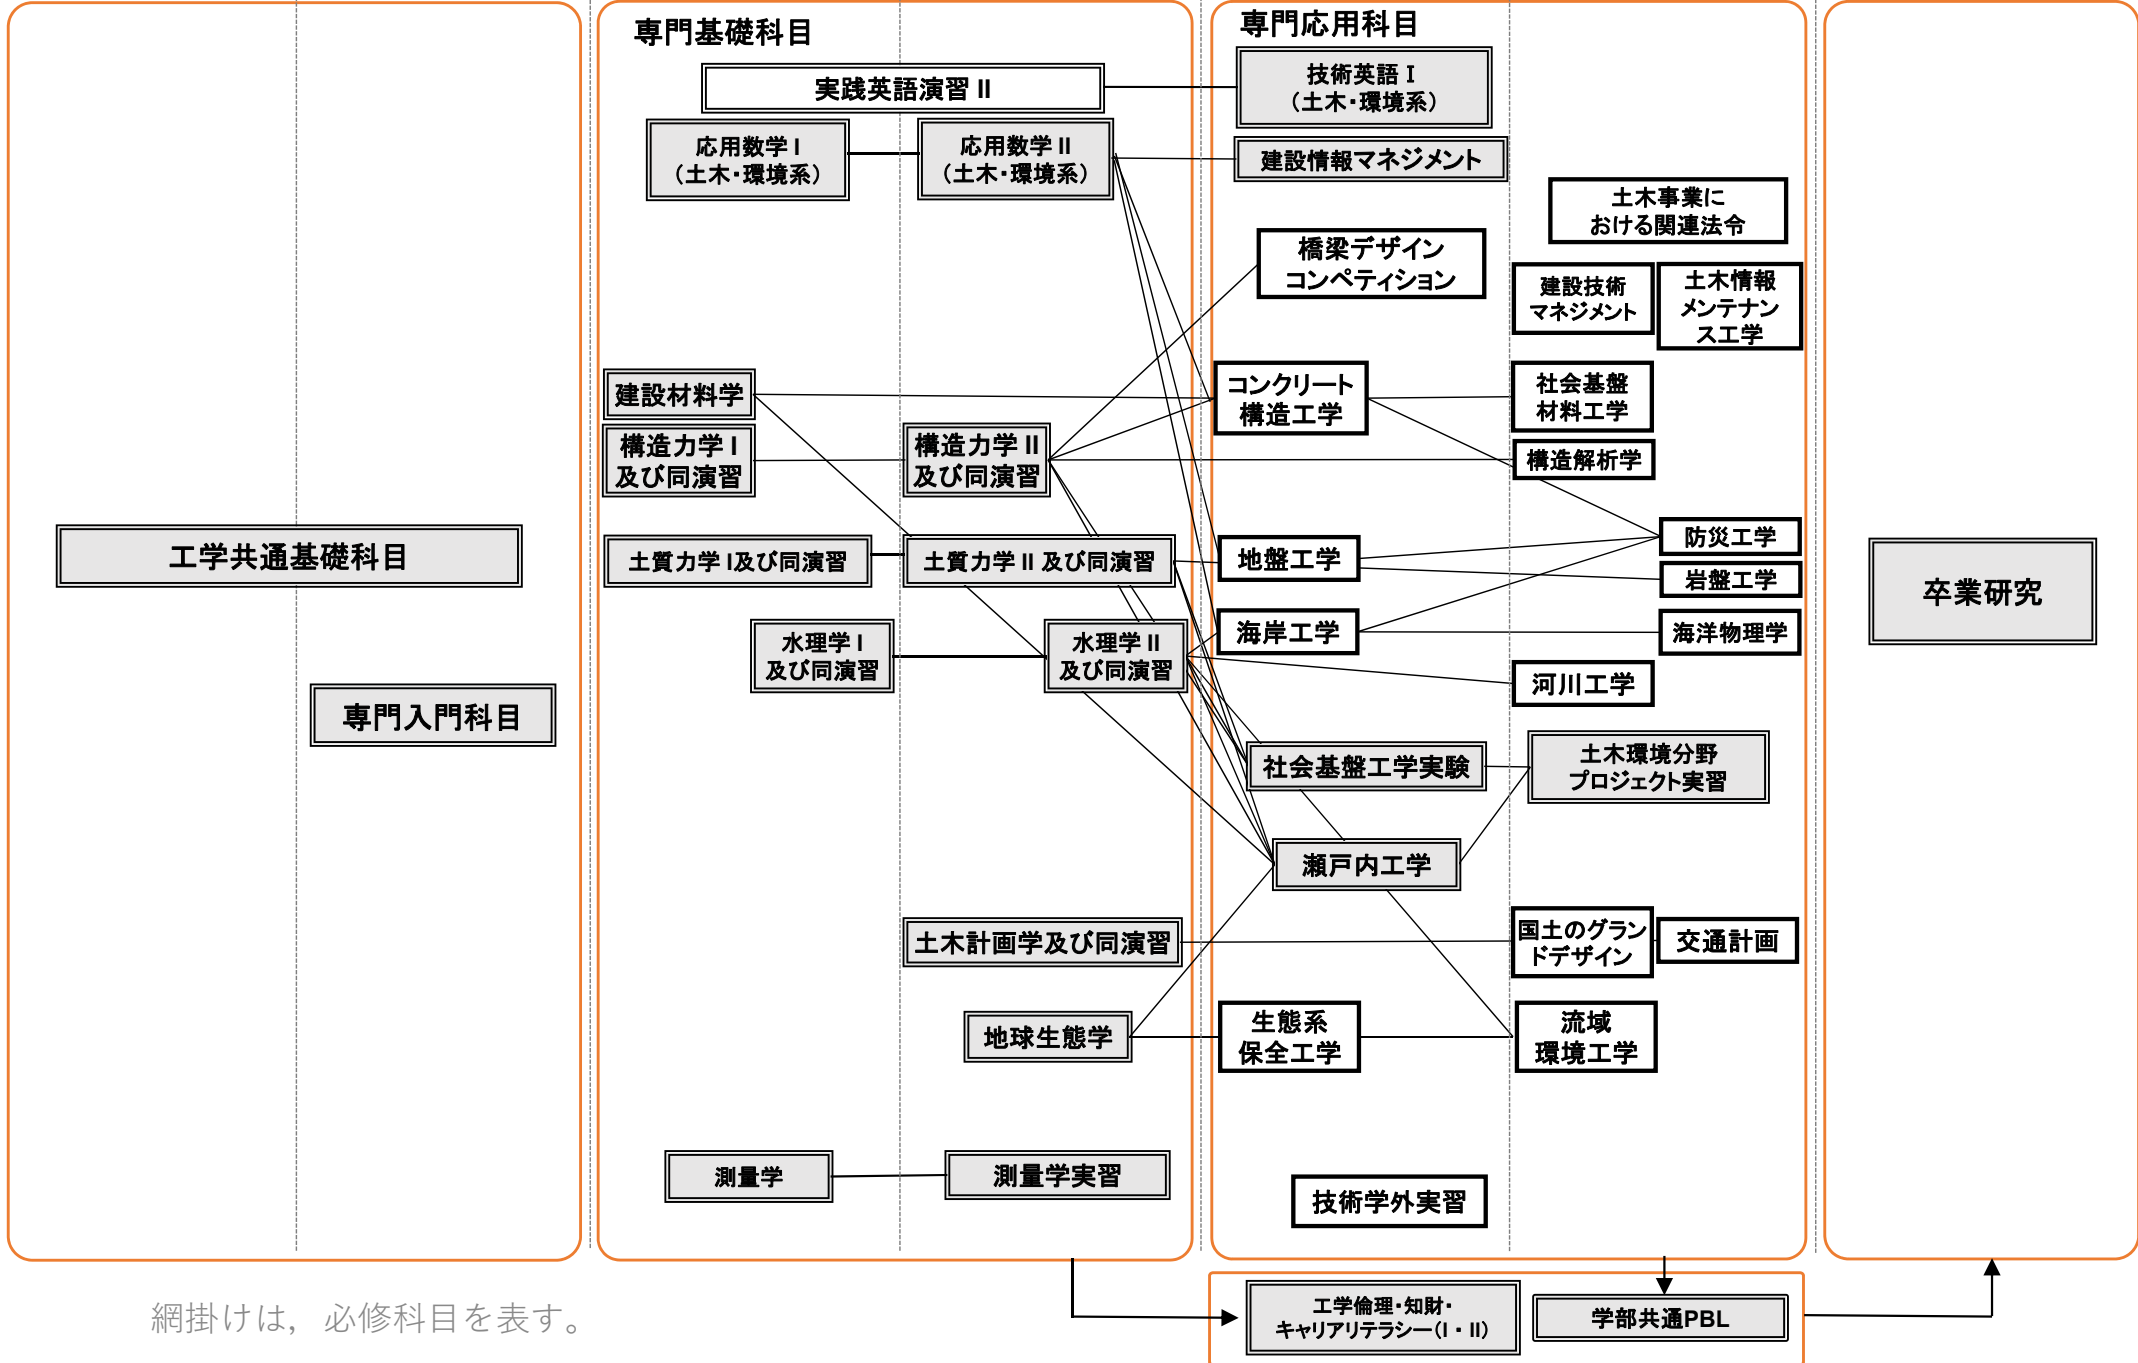 専門基礎科目
専門応用科目
実践英語演習 II
技術英語 I
（土木・環境系）
応用数学 I
（土木・環境系）
応用数学 II
（土木・環境系）
建設情報マネジメント
土木事業に
おける関連法令
橋梁デザイン
コンペティション
建設技術
マネジメント
土木情報
メンテナン
ス工学
建設材料学
コンクリート
構造工学
社会基盤
材料工学
構造力学 I
及び同演習
構造力学 II
及び同演習
構造解析学
工学共通基礎科目
土質力学 I及び同演習
土質力学 II 及び同演習
地盤工学
防災工学
岩盤工学
卒業研究
水理学 I
及び同演習
水理学 II
及び同演習
海岸工学
海洋物理学
河川工学
専門入門科目
社会基盤工学実験
土木環境分野
プロジェクト実習
瀬戸内工学
土木計画学及び同演習
国土のグラン
ドデザイン
交通計画
地球生態学
生態系
保全工学
流域
環境工学
測量学
測量学実習
技術学外実習
網掛けは，必修科目を表す。
工学倫理・知財・
キャリアリテラシー（I・II）
学部共通PBL